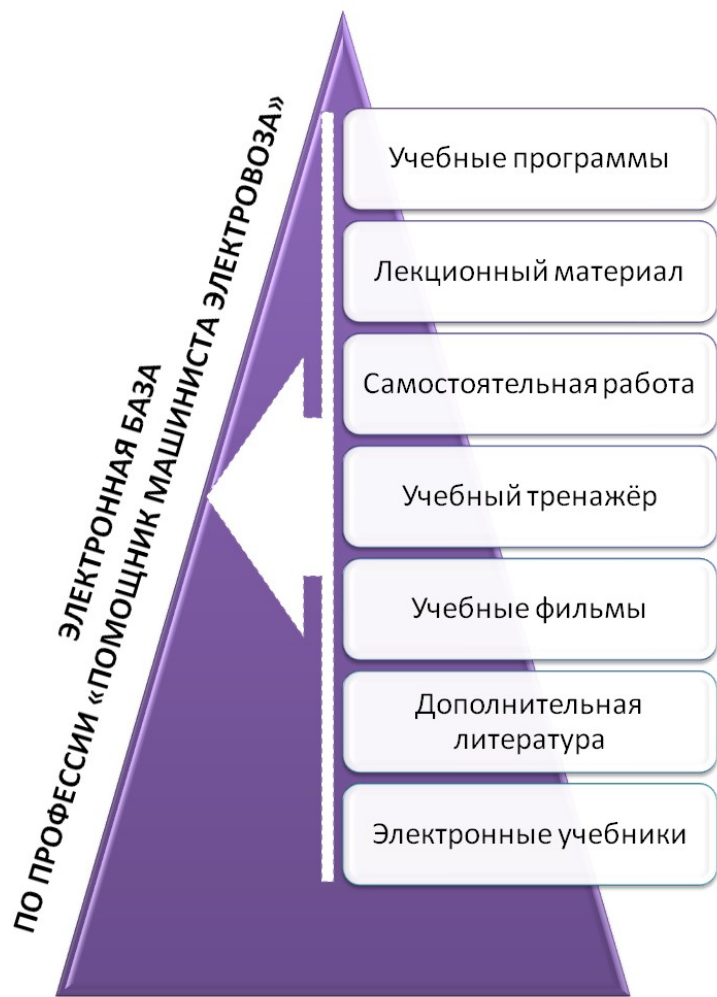 ЭЛЕКТРОННАЯ БАЗА
ПО ПРОФЕССИИ «ПОМОЩНИК МАШИНИСТА ЭЛЕКТРОВОЗА»
Учебные программы
Лекционный материал
Самостоятельная работа
Учебный тренажёр
Учебные фильмы
Дополнительная
литература
Электронные учебники